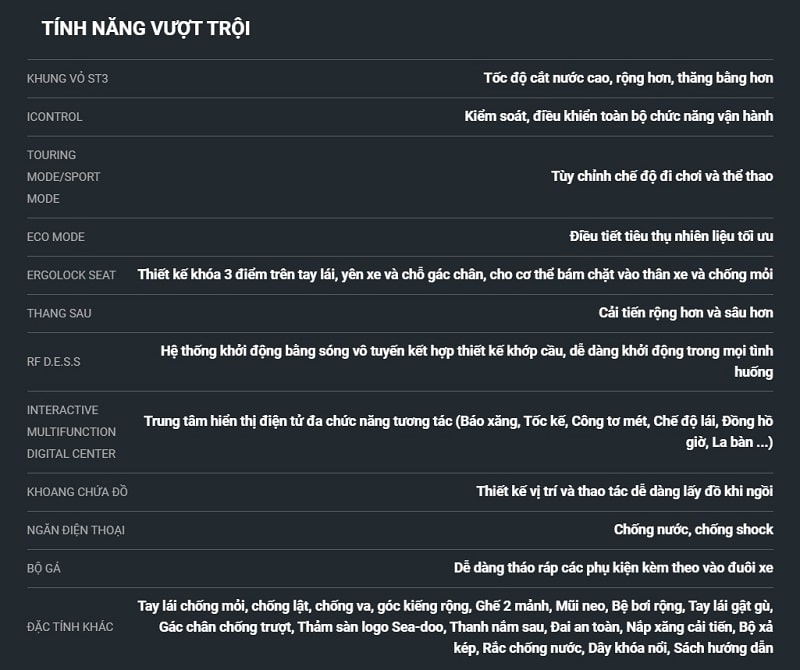 TÍNH NĂNG VƯỢT TRỘI
KHUNG VỎ ST3
Tốc độ cắt nước cao, rộng hơn, thăng bằng hơn
ICONTROL
Kiểm soát, điều khiển toàn bộ chức năng vận hành
TOURING
MODE/SPORT
MODE
Tùy chỉnh chế độ đi chơi và thể thao
ECO MODE
Điều tiết tiêu thụ nhiên liệu tối ưu
ERGOLOCK SEAT
Thiết kế khóa 3 điểm trên tay lái, yên xe và chỗ gác chân, cho cơ thể bám chặt vào thân xe và chống mỏi
THANG SAU
Cải tiến rộng hơn và sâu hơn
RF D.E.S.S
Hệ thống khởi động bằng sóng vô tuyến kết hợp thiết kế khớp cầu, dễ dàng khởi động trong mọi tình
huống
INTERACTIVE
MULTIFUNCTION
DIGITAL CENTER
Trung tâm hiển thị điện tử đa chức năng tương tác (Báo xăng, Tốc kế, Công tơ mét, Chế độ lái, Đồng hồ
giờ, La bàn ...)
KHOANG CHỨA ĐỒ
Thiết kế vị trí và thao tác dễ dàng lấy đồ khi ngồi
NGĂN ĐIỆN THOẠI
Chống nước, chống shock
BỘ GÁ
Dễ dàng tháo ráp các phụ kiện kèm theo vào đuôi xe
ĐẶC TÍNH KHÁC
Tay lái chống mỏi, chống lật, chống va, góc kiếng rộng, Ghế 2 mảnh, Mũi neo, Bệ bơi rộng, Tay lái gật gù,
Gác chân chống trượt, Thảm sàn logo Sea-doo, Thanh nắm sau, Đai an toàn, Nắp xăng cải tiến, Bộ xả
kép, Rắc chống nước, Dây khóa nổi, Sách hướng dẫn